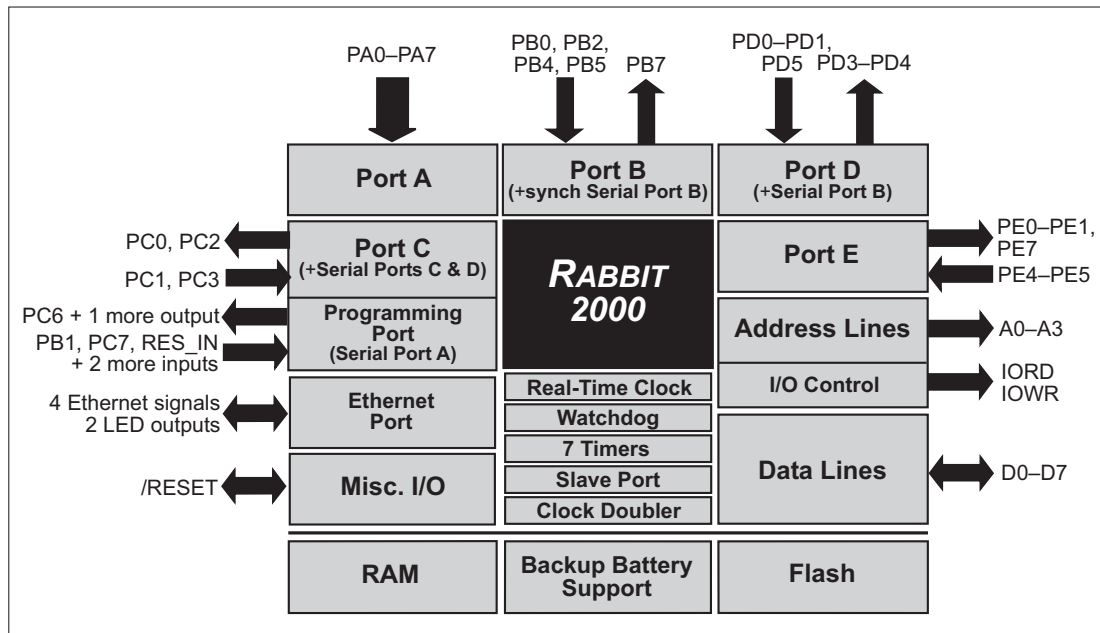 PA0–PA7
PB0, PB2,
PB4, PB5
PB7
PD0–PD1,
PD5
PD3–PD4
Port A
Port B
(+synch Serial Port B)
Port D
(+Serial Port B)
PC0, PC2
PC1, PC3
Port C
(+Serial Ports C & D)
RABBIT
2000
Port E
PE0–PE1,
PE7
PE4–PE5
PC6 + 1 more output
PB1, PC7, RES_IN
+ 2 more inputs
Programming
Port
(Serial Port A)
Address Lines
A0–A3
I/O Control
IORD
IOWR
4 Ethernet signals
2 LED outputs
Ethernet
Port
Real-Time Clock
Watchdog
7 Timers
Slave Port
Clock Doubler
Data Lines
D0–D7
/RESET
Misc. I/O
RAM
Backup Battery
Support
Flash